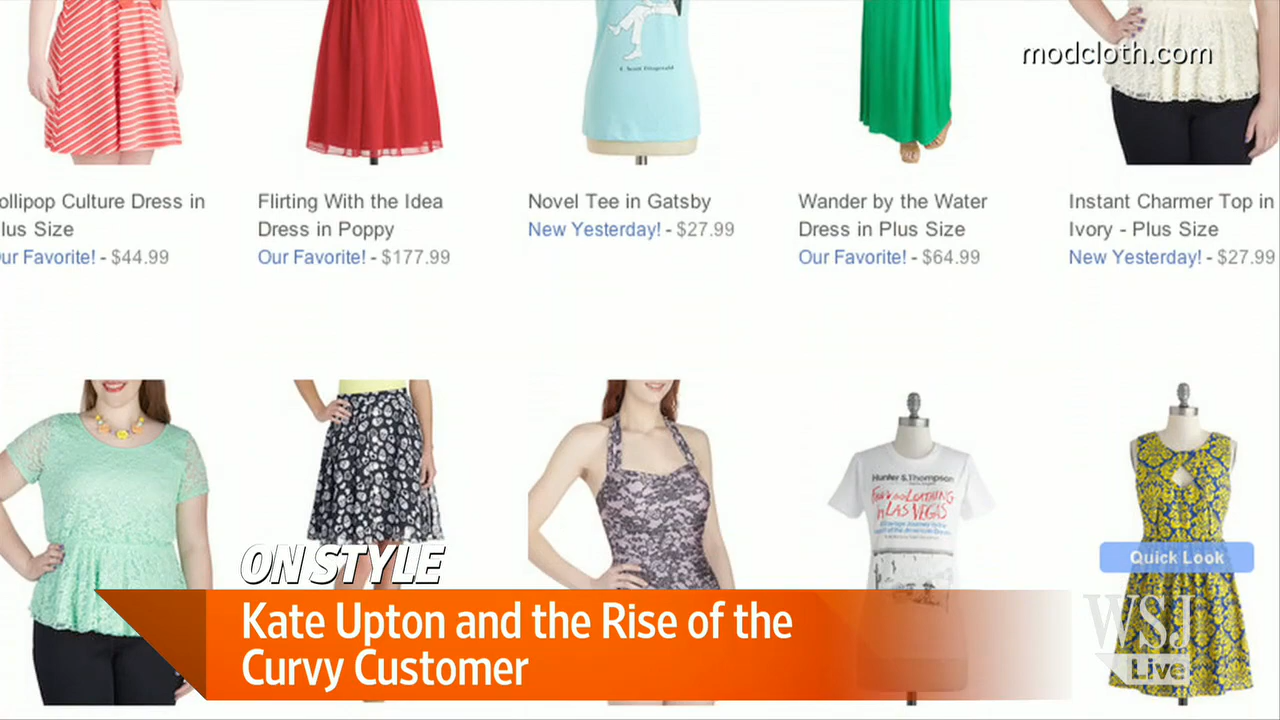 modcloth.com
F. Scott Fitzgerald
ollipop Culture Dress in
lus Size
ur Favorite! - $44.99
Flirting With the Idea
Dress in Poppy
Our Favorite! - $177.99
Novel Tee in Gatsby
New Yesterday! - $27.99
Wander by the Water
Dress in Plus Size
Our Favorite! - $64.99
Instant Charmer Top in
Ivory - Plus Size
New Yesterday! - $27.99
Hunter S. Thompson
LOATHING
LAS VEGAS
Quick Look
ON STYLE
Kate Upton and the Rise of the
Curvy Customer
WSJ
Live